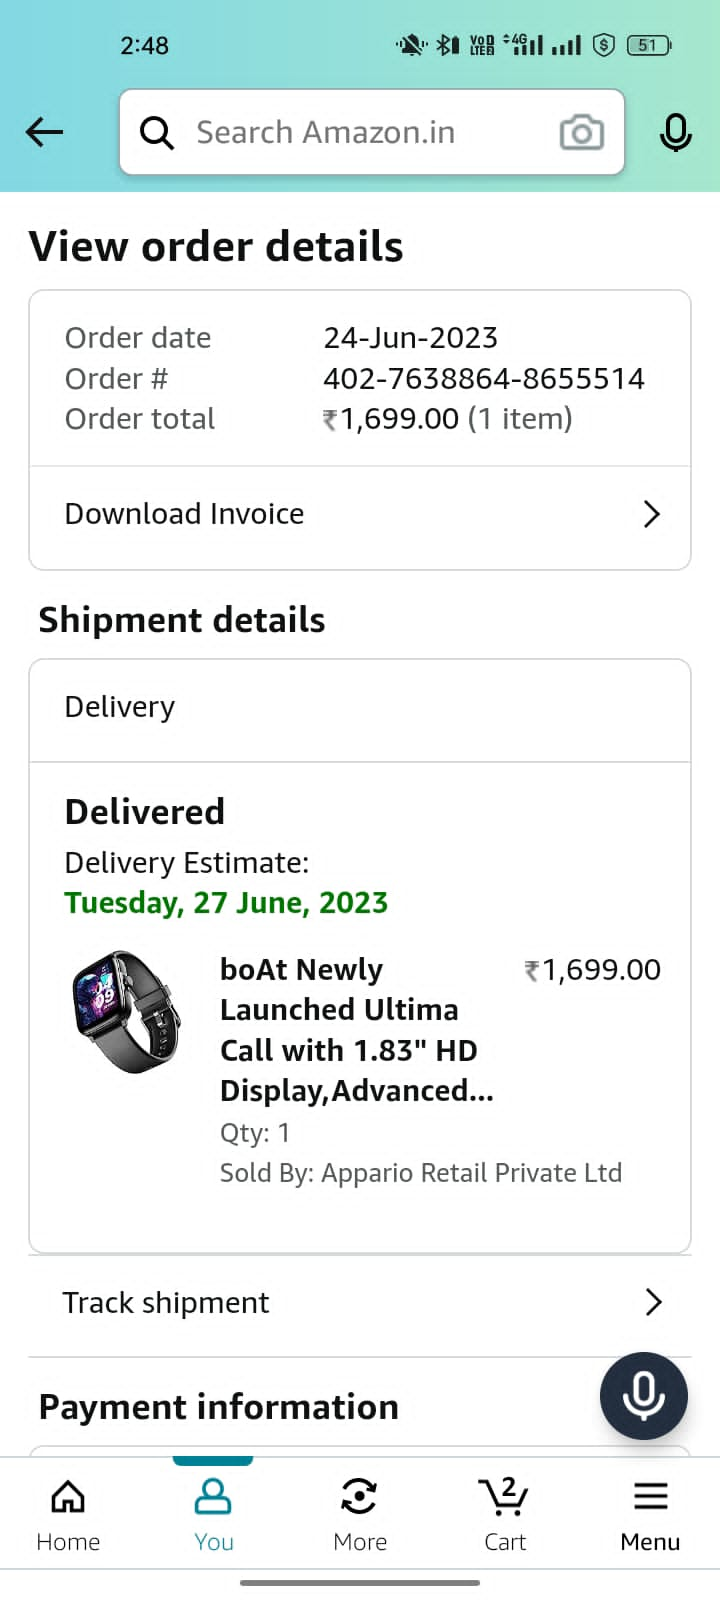 2:48
VoD LTE2 4G 51
Search Amazon.in
View order details
Order date 24-Jun-2023
Order # 402-7638864-8655514
Order total ₹1,699.00 (1 item)
Download Invoice
Shipment details
Delivery
Delivered
Delivery Estimate:
Tuesday, 27 June, 2023
boAt Newly ₹1,699.00
Launched Ultima
Call with 1.83" HD
Display,Advanced...
Qty: 1
Sold By: Appario Retail Private Ltd
Track shipment
Payment information
2
Home You More Cart Menu